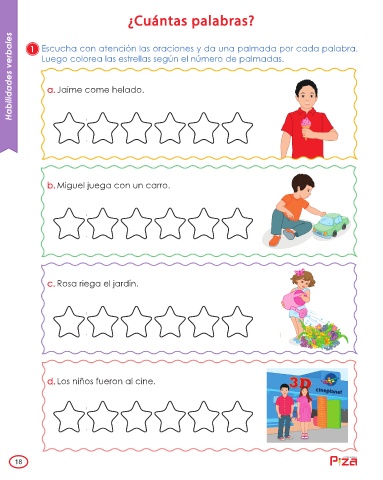 ¿Cuántas palabras?
Habilidades verbales
1 Escucha con atención las oraciones y da una palmada por cada palabra.
Luego colorea las estrellas según el número de palmadas.
a. Jaime come helado.
b. Miguel juega con un carro.
c. Rosa riega el jardín.
d. Los niños fueron al cine.
3D
cineplanet
18